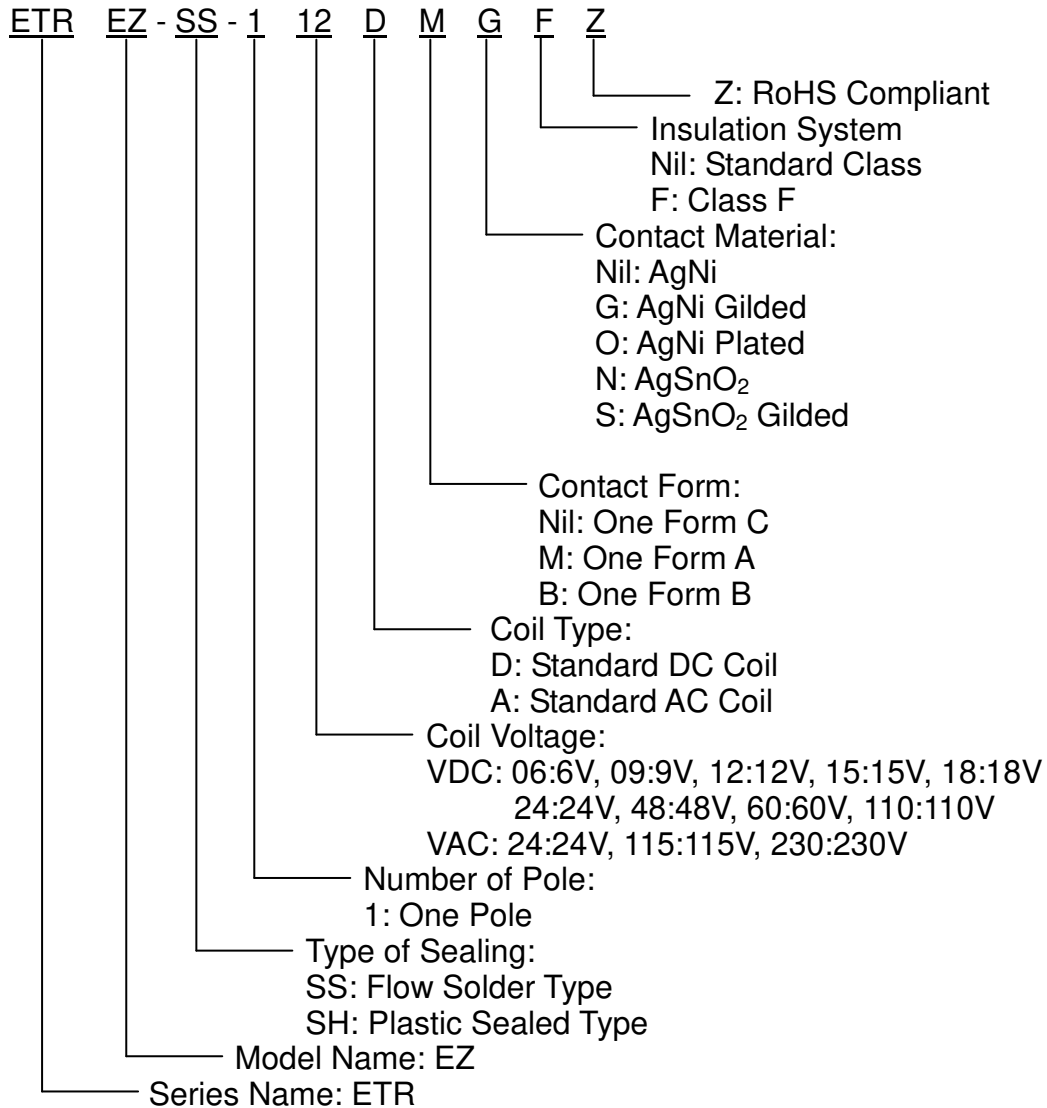 ETR EZ - SS - 1 12 D M G F Z
Z: RoHS Compliant
Insulation System
Nil: Standard Class
F: Class F
Contact Material:
Nil: AgNi
G: AgNi Gilded
O: AgNi Plated
N: AgSnO₂
S: AgSnO₂ Gilded
Contact Form:
Nil: One Form C
M: One Form A
B: One Form B
Coil Type:
D: Standard DC Coil
A: Standard AC Coil
Coil Voltage:
VDC: 06:6V, 09:9V, 12:12V, 15:15V, 18:18V
24:24V, 48:48V, 60:60V, 110:110V
VAC: 24:24V, 115:115V, 230:230V
Number of Pole:
1: One Pole
Type of Sealing:
SS: Flow Solder Type
SH: Plastic Sealed Type
Model Name: EZ
Series Name: ETR